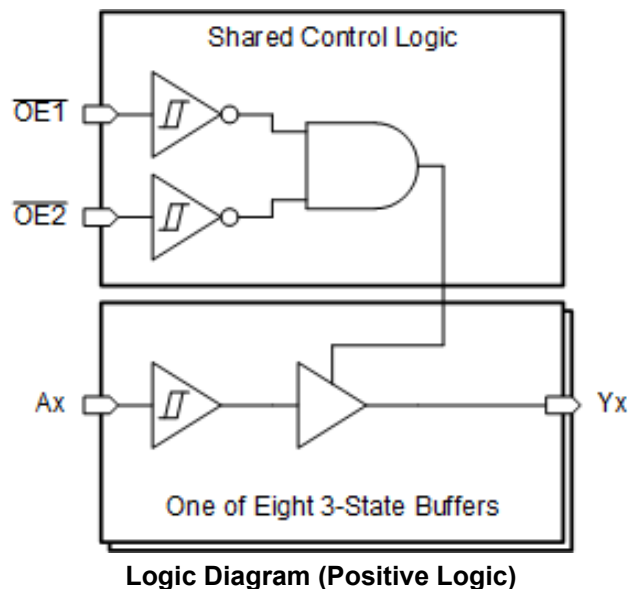 Shared Control Logic
OE1
OE2
Ax
Yx
One of Eight 3-State Buffers
Logic Diagram (Positive Logic)